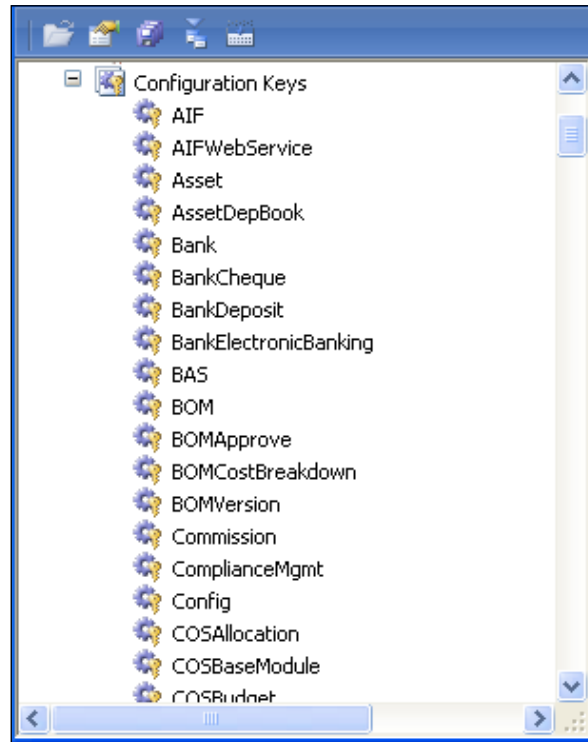 Configuration Keys
AIF
AIFWebService
Asset
AssetDepBook
Bank
BankCheque
BankDeposit
BankElectronicBanking
BAS
BOM
BOMApprove
BOMCostBreakdown
BOMVersion
Commission
ComplianceMgmt
Config
COSAllocation
COSBaseModule
COSBudget